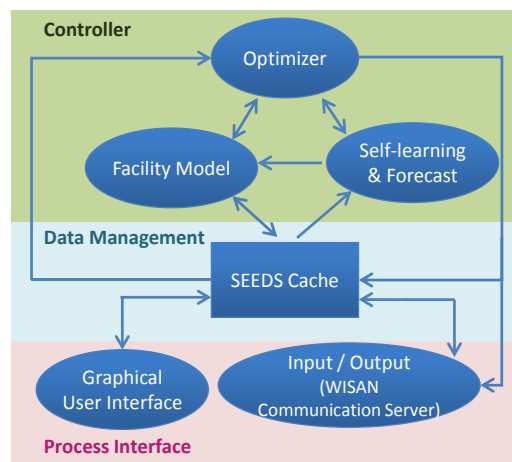 Controller
Optimizer
Facility Model
Self-learning
& Forecast
Data Management
SEEDS Cache
Graphical
User Interface
Input / Output
(WISAN
Communication Server)
Process Interface